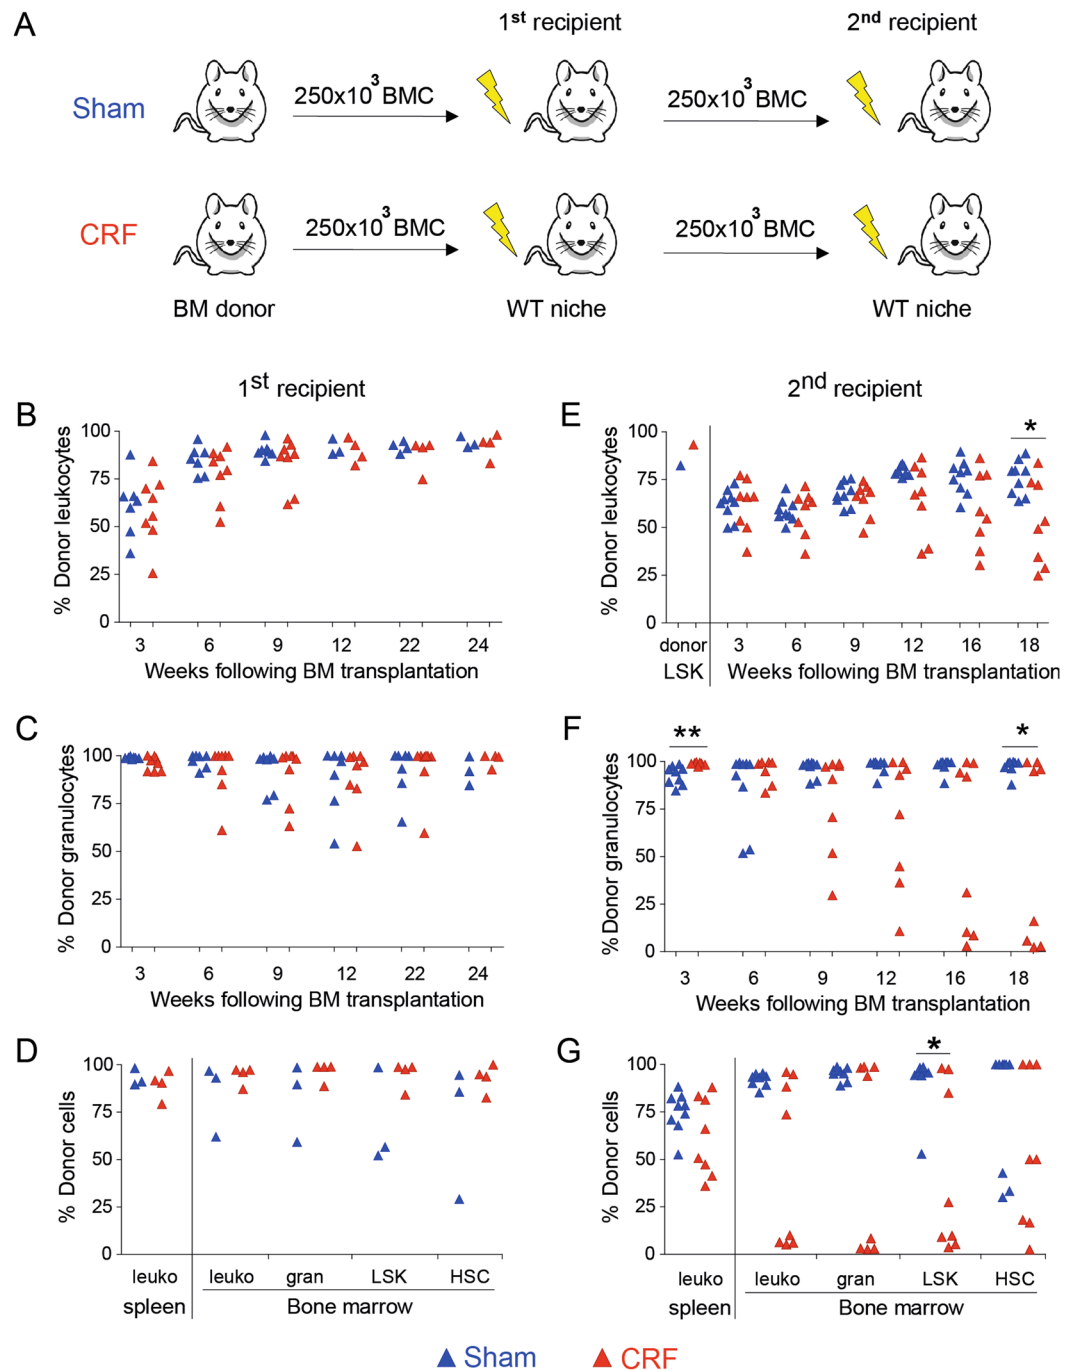 A
1st recipient
2nd recipient
Sham
250x10³ BMC
250x10³ BMC
CRF
250x10³ BMC
250x10³ BMC
BM donor
WT niche
WT niche
1st recipient
2nd recipient
B
% Donor leukocytes
100
75
50
25
0
3 6 9 12 22 24
Weeks following BM transplantation
E
% Donor leukocytes
100
75
50
25
0
*
donor 3 6 9 12 16 18
LSK Weeks following BM transplantation
C
% Donor granulocytes
100
75
50
25
0
3 6 9 12 22 24
Weeks following BM transplantation
F
% Donor granulocytes
100
75
50
25
0
** *
3 6 9 12 16 18
Weeks following BM transplantation
D
% Donor cells
100
75
50
25
0
leuko leuko gran LSK HSC
spleen Bone marrow
G
% Donor cells
100
75
50
25
0
*
leuko leuko gran LSK HSC
spleen Bone marrow
Sham CRF